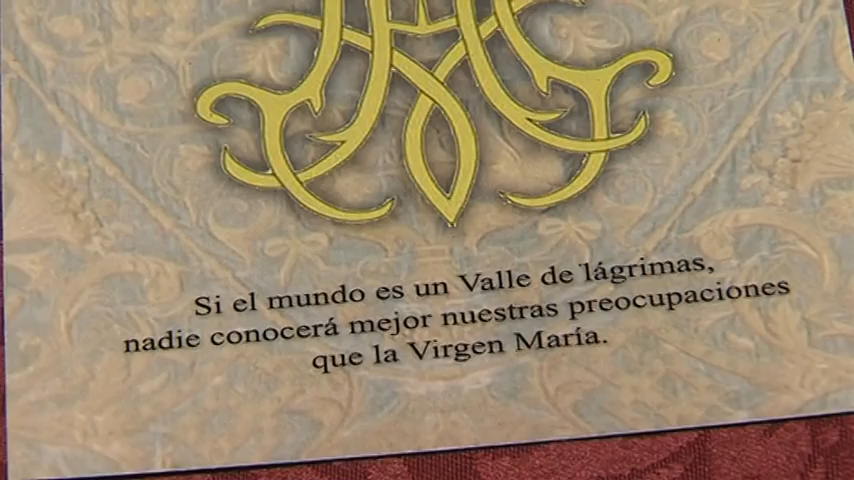 Si el mundo es un Valle de lágrimas,
nadie conocerá mejor nuestras preocupaciones
que la Virgen María.